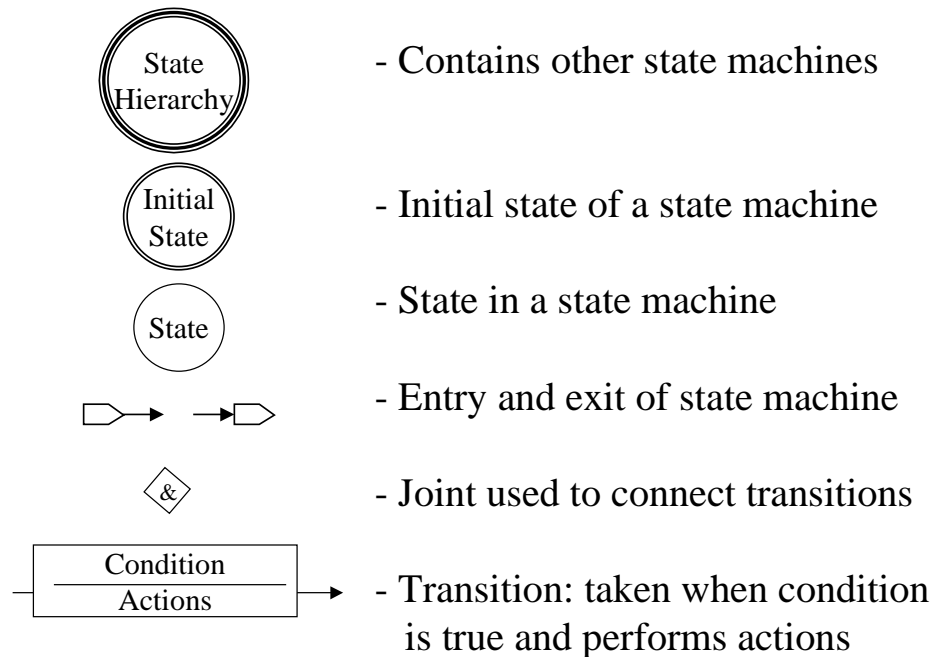 State
Hierarchy
- Contains other state machines
Initial
State
- Initial state of a state machine
State
- State in a state machine
- Entry and exit of state machine
&
- Joint used to connect transitions
Condition
Actions
- Transition: taken when condition
is true and performs actions